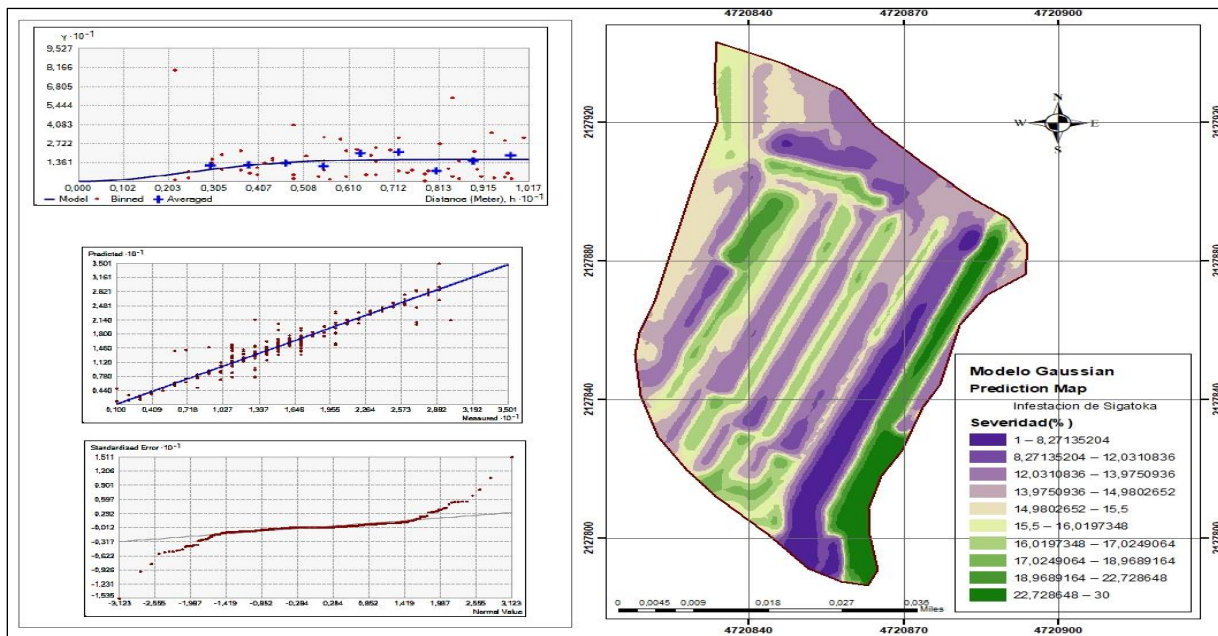 γ ·10⁻¹
9,527
8,166
6,805
5,444
4,083
2,722
1,361
0,000 0,102 0,203 0,305 0,407 0,508 0,610 0,712 0,813 0,915 1,017
Model Binned Averaged Distance (Meter), h ·10⁻¹
Predicted ·10⁻¹
3,501
3,161
2,821
2,481
2,140
1,800
1,460
1,120
0,780
0,440
0,100 0,409 0,718 1,027 1,337 1,646 1,955 2,264 2,573 2,882 3,192 3,501
Measured ·10⁻¹
Standardized Error ·10⁻¹
1,511
1,206
0,901
0,597
0,292
-0,012
-0,317
-0,622
-0,926
-1,231
-1,536
-3,123 -2,555 -1,987 -1,419 -0,852 -0,284 0,284 0,852 1,419 1,987 2,555 3,123
Normal Value
4720840 4720870 4720900
2127920 2127920
2127880 2127880
2127840 2127840
2127800 2127800
N
W E
S
Modelo Gaussian
Prediction Map
Infestacion de Sigatoka
Severidad(%)
1 – 8,27135204
8,27135204 – 12,0310836
12,0310836 – 13,9750936
13,9750936 – 14,9802652
14,9802652 – 15,5
15,5 – 16,0197348
16,0197348 – 17,0249064
17,0249064 – 18,9689164
18,9689164 – 22,728648
22,728648 – 30
0 0,0045 0,009 0,018 0,027 0,036
Miles
4720840 4720870 4720900